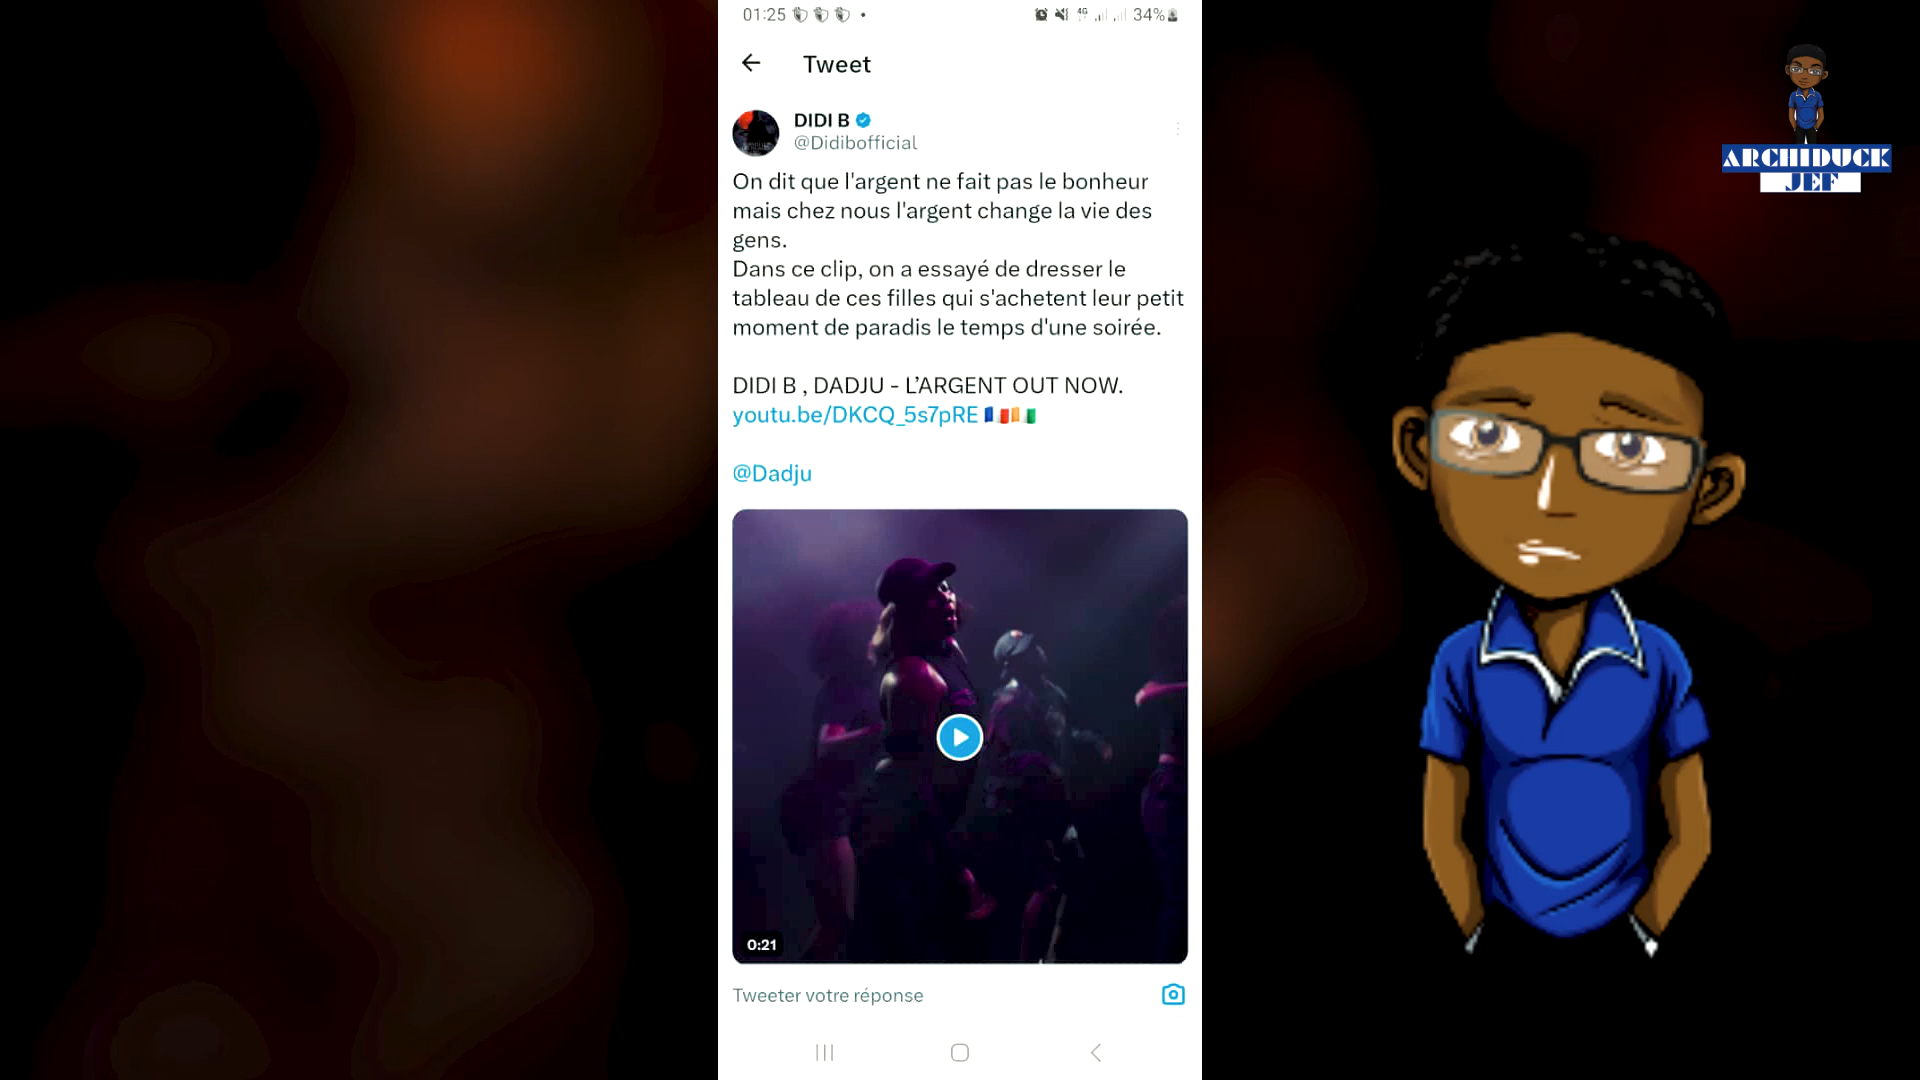 01:25
4G
34%
Tweet
DIDI B
@Didibofficial
On dit que l'argent ne fait pas le bonheur
mais chez nous l'argent change la vie des
gens.
Dans ce clip, on a essayé de dresser le
tableau de ces filles qui s'achetent leur petit
moment de paradis le temps d'une soirée.
DIDI B , DADJU - L’ARGENT OUT NOW.
youtu.be/DKCQ_5s7pRE
@Dadju
0:21
Tweeter votre réponse
ARCHIDUCK
JEF